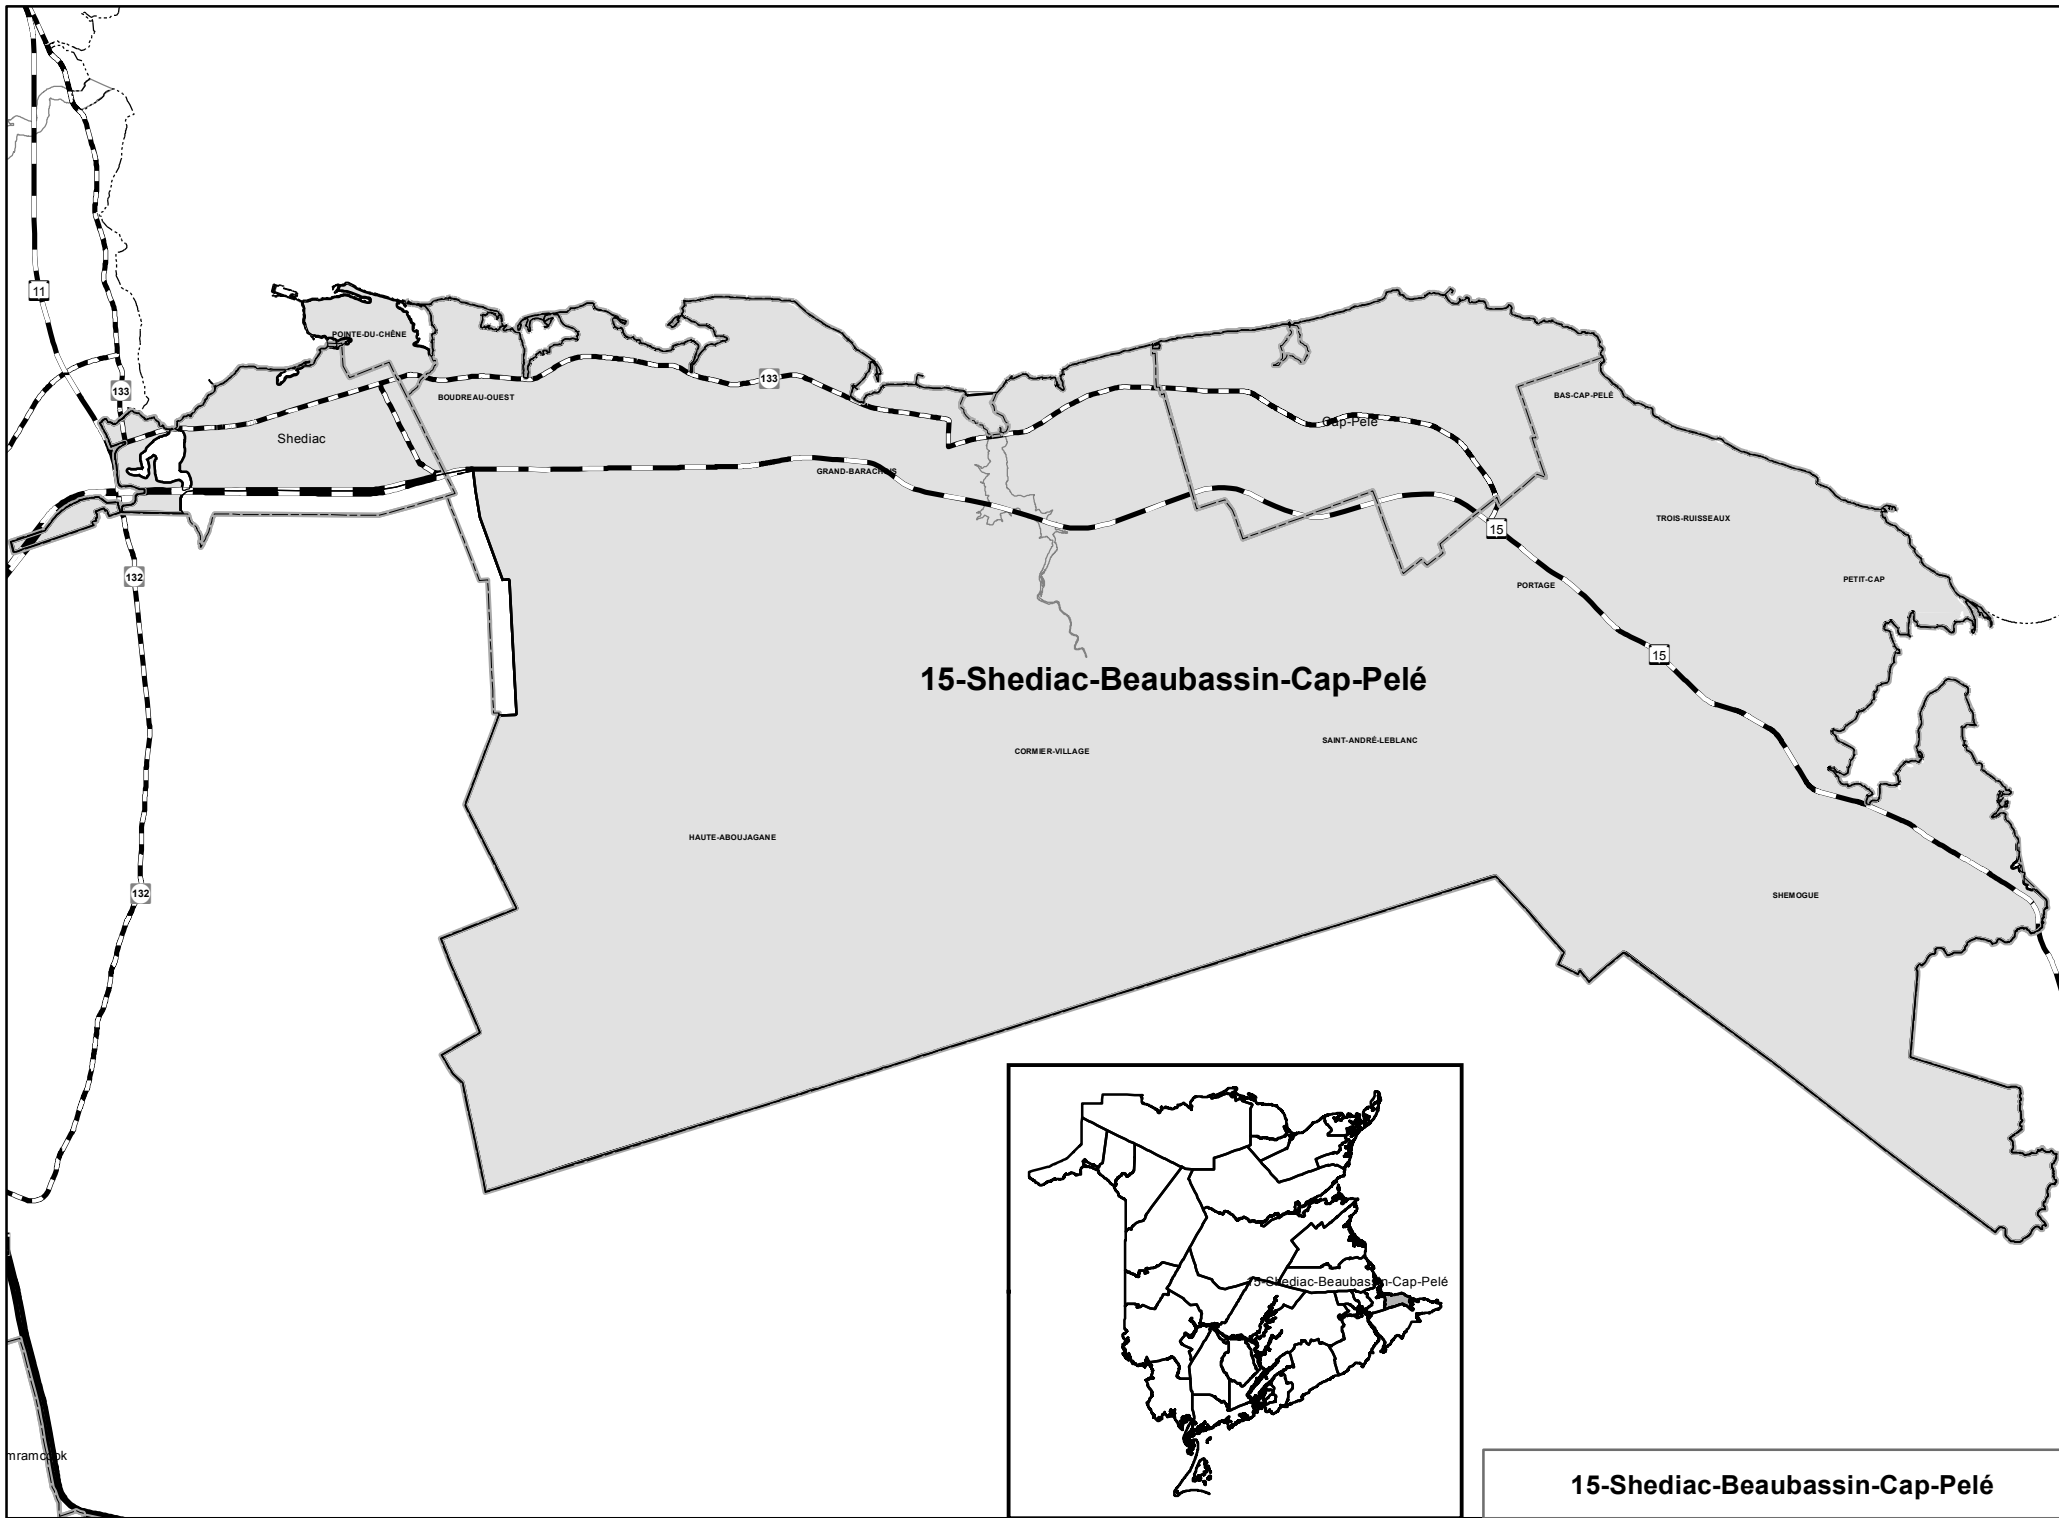 11
POINTE-DU-CHÊNE
133
133
BOUDREAU-OUEST
BAS-CAP-PELÉ
Cap-Pelé
Shediac
GRAND-BARACHOIS
TROIS-RUISSEAUX
15
132
PETIT-CAP
PORTAGE
15
15-Shediac-Beaubassin-Cap-Pelé
SAINT-ANDRÉ-LEBLANC
CORMIER-VILLAGE
HAUTE-ABOUJAGANE
132
SHEMOGUE
15-Shediac-Beaubassin-Cap-Pelé
mramcook
15-Shediac-Beaubassin-Cap-Pelé